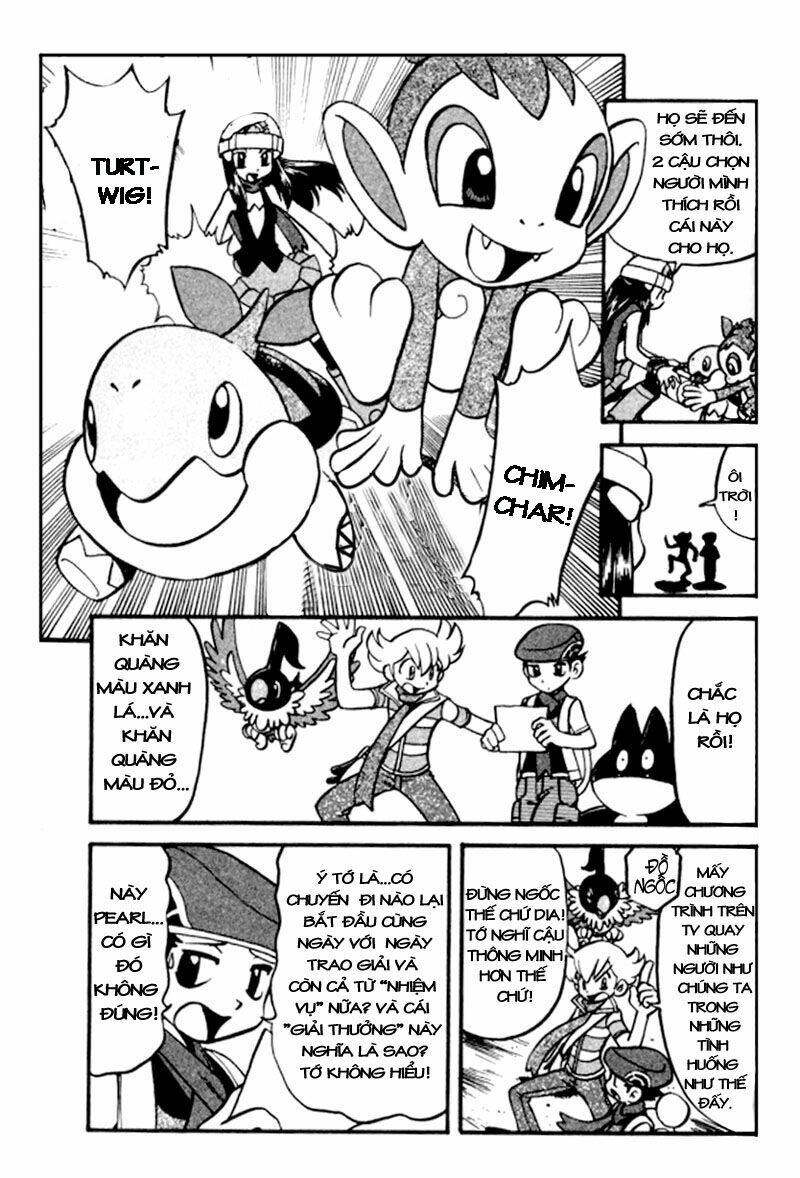 TURT-
WIG!
CHIM-
CHAR!
HỌ SẼ ĐẾN
SỚM THÔI.
2 CẬU CHỌN
NGƯỜI MÌNH
THÍCH RỒI
CÁI NÀY
CHO HỌ.
ÔI
TRỜI
!
KHĂN
QUÀNG
MÀU XANH
LÁ...VÀ
KHĂN
QUÀNG
MÀU ĐỎ...
CHẮC
LÀ HỌ
RỒI!
NÀY
PEARL...
CÓ GÌ
ĐÓ
KHÔNG
ĐÚNG!
Ý TỚ LÀ...CÓ
CHUYẾN ĐI NÀO LẠI
BẮT ĐẦU CÙNG
NGÀY VỚI NGÀY
TRAO GIẢI VÀ
CÒN CẢ TỪ "NHIỆM
VỤ" NỮA? VÀ CÁI
"GIẢI THƯỞNG" NÀY
NGHĨA LÀ SAO?
TỚ KHÔNG HIỂU!
ĐỪNG NGỐC
THẾ CHỨ DIA!
TỚ NGHĨ CẬU
THÔNG MINH
HƠN THẾ
CHỨ!
ĐỒ
NGỐC
MẤY
CHƯƠNG
TRÌNH TRÊN
TV QUAY
NHỮNG
NGƯỜI NHƯ
CHÚNG TA
TRONG
NHỮNG
TÌNH
HUỐNG
NHƯ THẾ
ĐẤY.